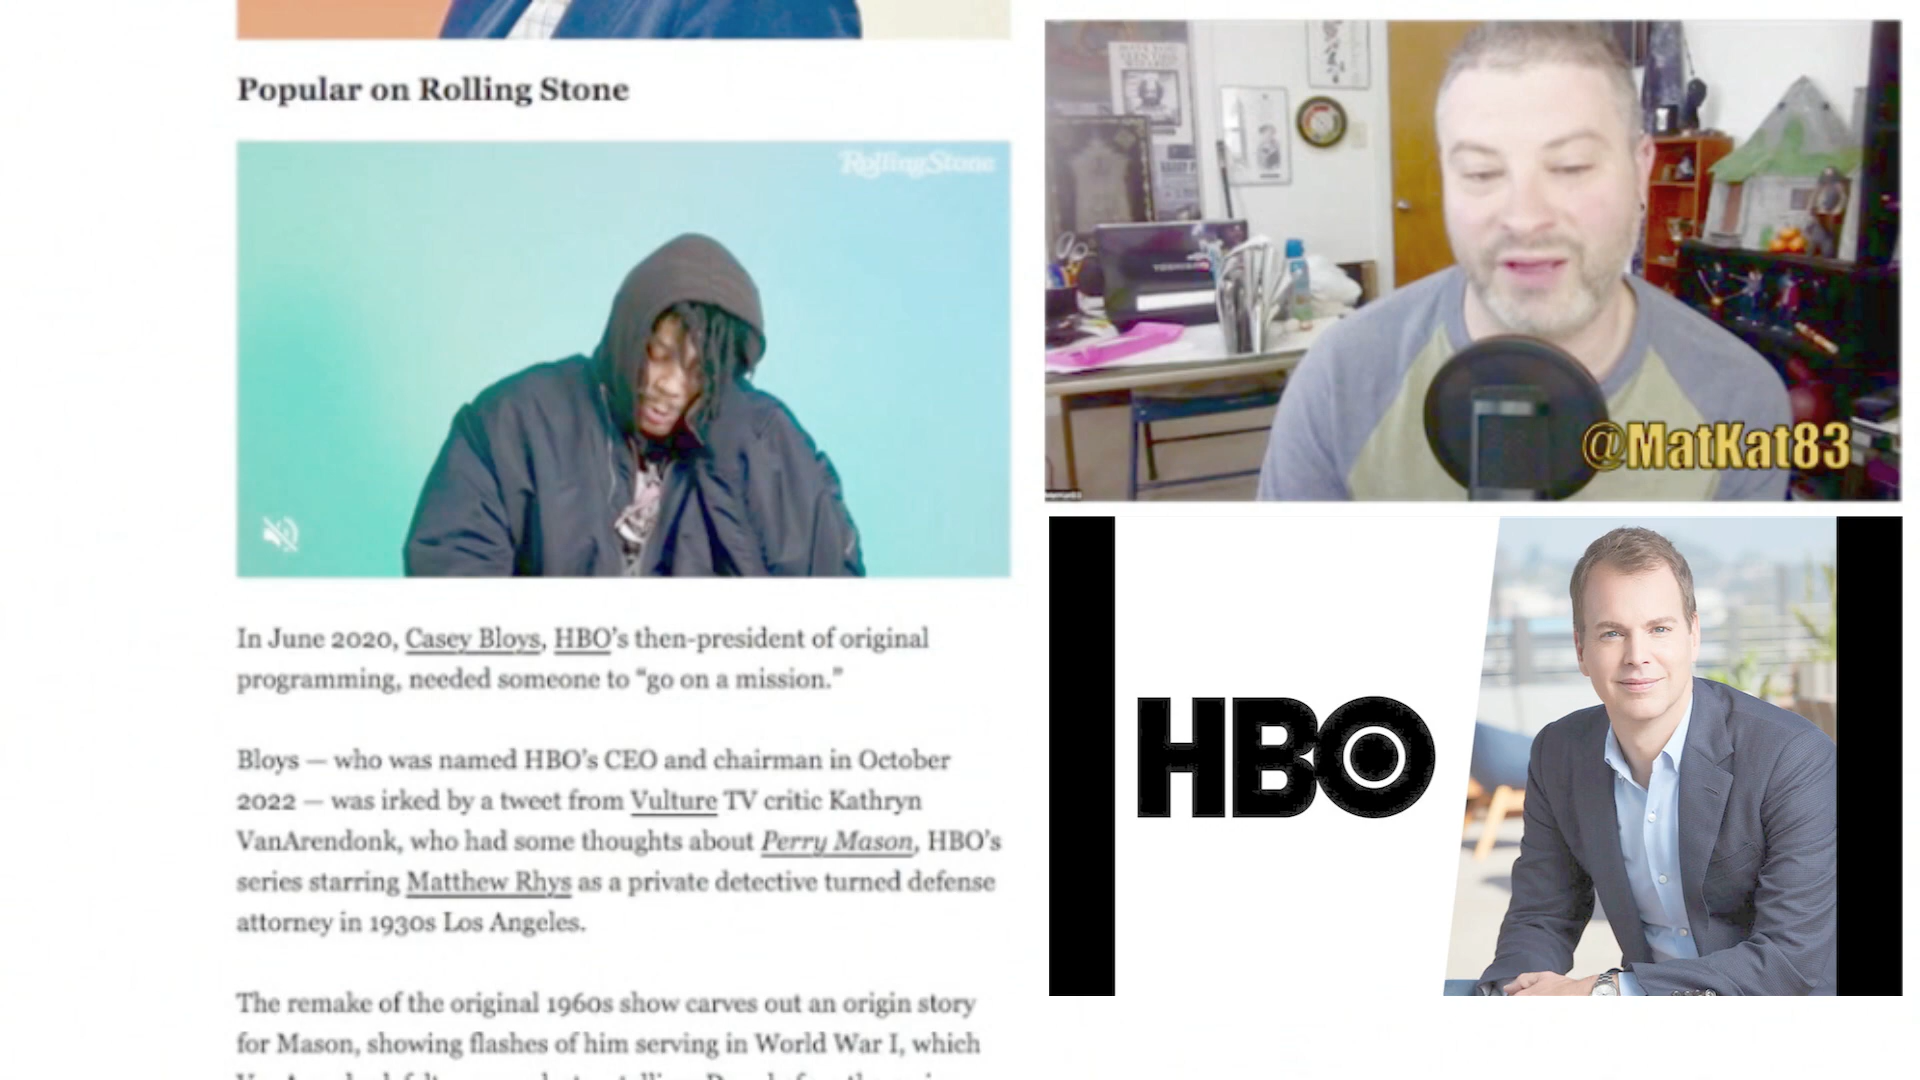 Popular on Rolling Stone
RollingStone
In June 2020, Casey Bloys, HBO's then-president of original
programming, needed someone to “go on a mission.”
Bloys — who was named HBO's CEO and chairman in October
2022 — was irked by a tweet from Vulture TV critic Kathryn
VanArendonk, who had some thoughts about Perry Mason, HBO's
series starring Matthew Rhys as a private detective turned defense
attorney in 1930s Los Angeles.
The remake of the original 1960s show carves out an origin story
for Mason, showing flashes of him serving in World War I, which
TOSHIBA
@MatKat83
HBO